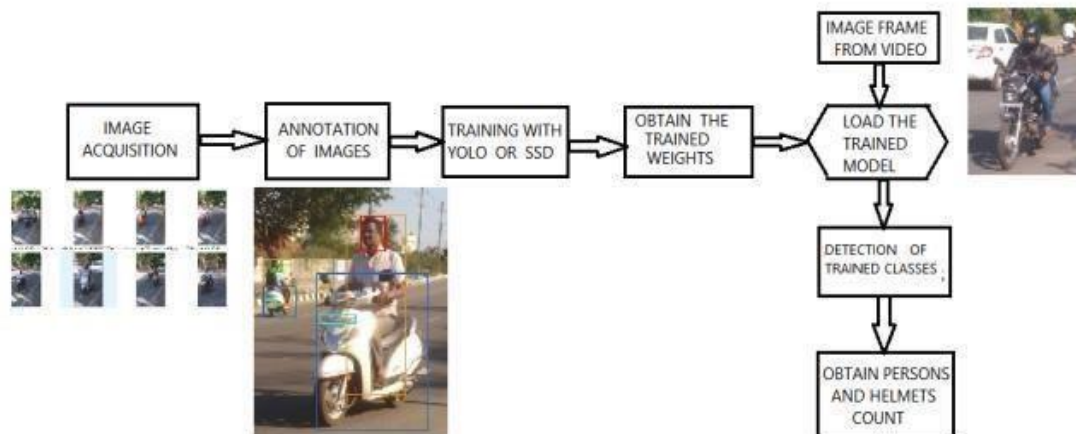 IMAGE
ACQUISITION
ANNOTATION
OF IMAGES
TRAINING WITH
YOLO OR SSD
OBTAIN THE
TRAINED
WEIGHTS
IMAGE FRAME
FROM VIDEO
LOAD THE
TRAINED
MODEL
DETECTION OF
TRAINED CLASSES ;
OBTAIN PERSONS
AND HELMETS
COUNT